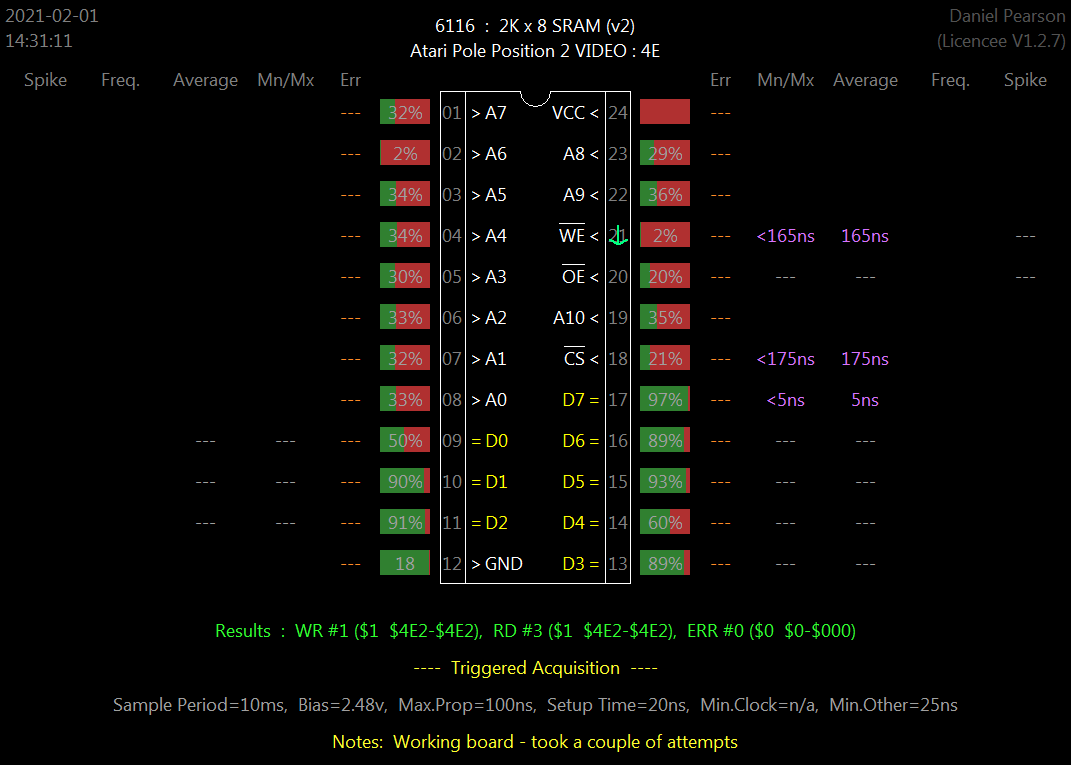 2021-02-01 6116 : 2K x 8 SRAM (v2) Daniel Pearson
14:31:11 Atari Pole Position 2 VIDEO : 4E (Licencee V1.2.7)
Spike Freq. Average Mn/Mx Err Err Mn/Mx Average Freq. Spike
--- 32% 01 > A7 VCC < 24 ---
--- 2% 02 > A6 A8 < 23 29% ---
--- 34% 03 > A5 A9 < 22 36% ---
--- 34% 04 > A4 WE < 21 2% --- <165ns 165ns ---
--- 30% 05 > A3 OE < 20 20% --- --- --- ---
--- 33% 06 > A2 A10 < 19 35% ---
--- 32% 07 > A1 CS < 18 21% --- <175ns 175ns
--- 33% 08 > A0 D7 = 17 97% --- <5ns 5ns
--- --- --- 50% 09 = D0 D6 = 16 89% --- --- ---
--- --- --- 90% 10 = D1 D5 = 15 93% --- --- ---
--- --- --- 91% 11 = D2 D4 = 14 60% --- --- ---
--- 18 12 > GND D3 = 13 89% --- --- ---
Results : WR #1 ($1 $4E2-$4E2), RD #3 ($1 $4E2-$4E2), ERR #0 ($0 $0-$000)
---- Triggered Acquisition ----
Sample Period=10ms, Bias=2.48v, Max.Prop=100ns, Setup Time=20ns, Min.Clock=n/a, Min.Other=25ns
Notes: Working board - took a couple of attempts